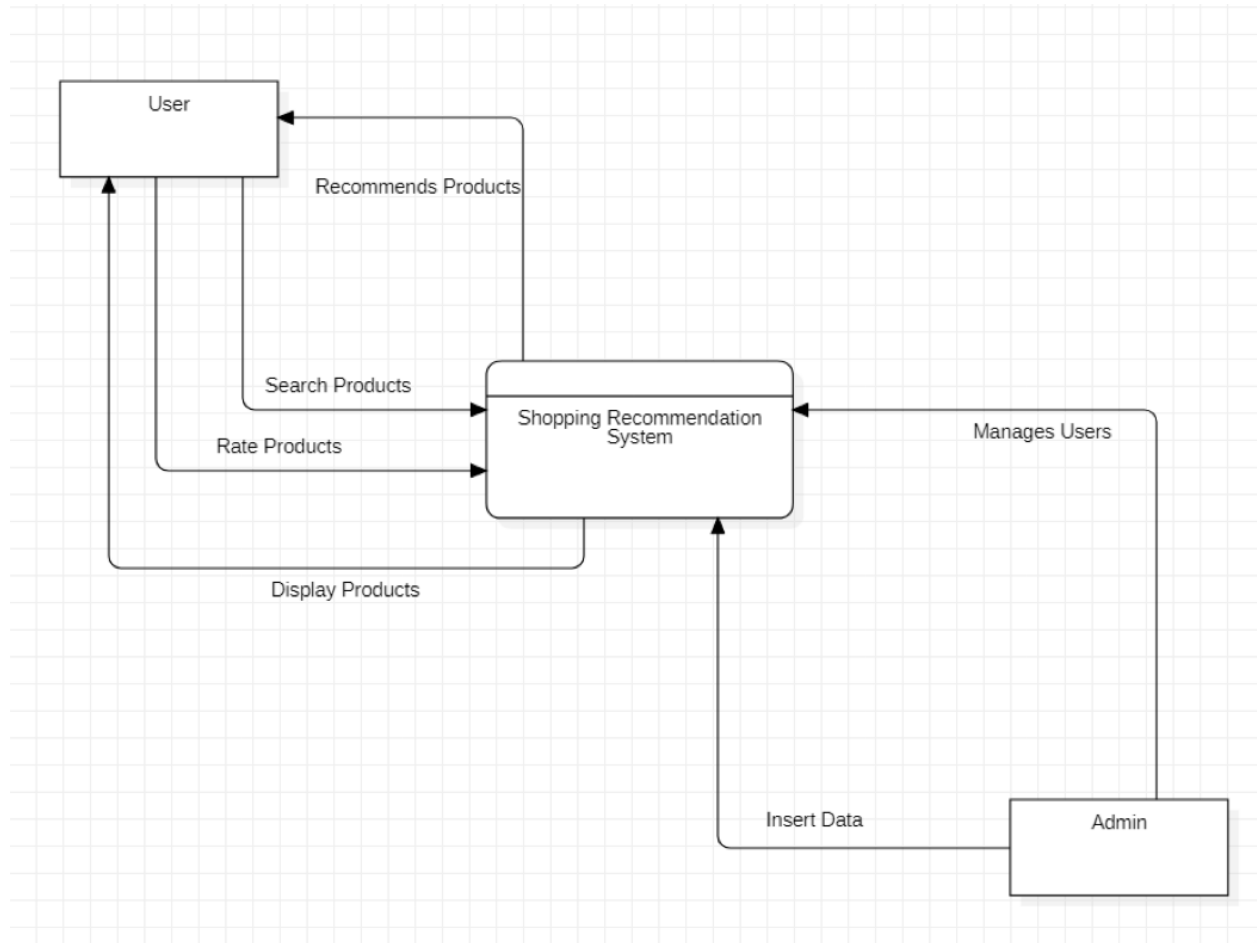 User
Recommends Products
Search Products
Shopping Recommendation
System
Manages Users
Rate Products
Display Products
Insert Data
Admin